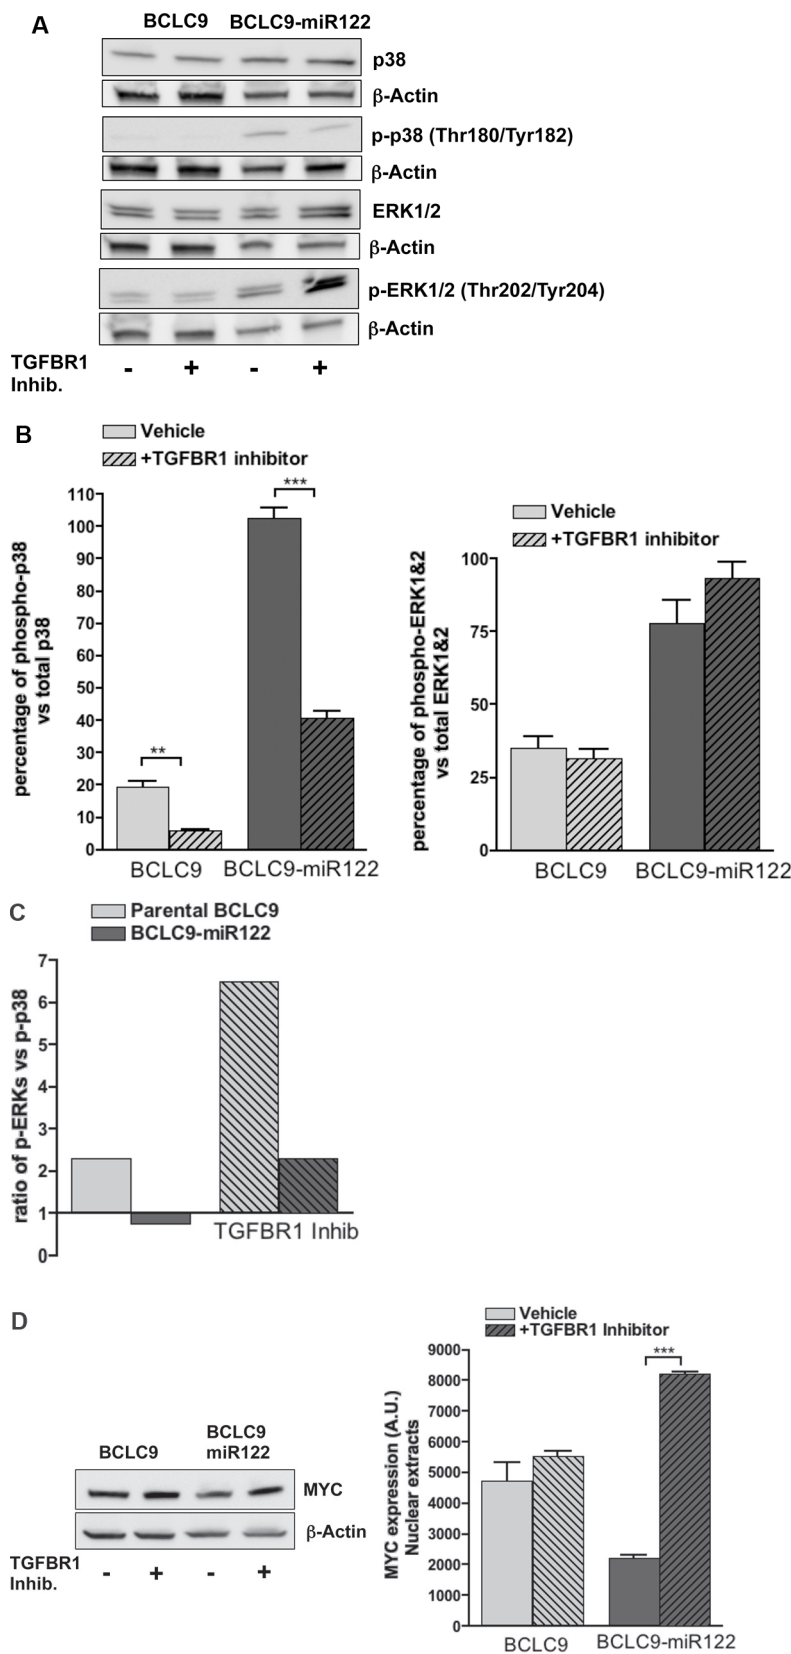 A
BCLC9 BCLC9-miR122
p38
β-Actin
p-p38 (Thr180/Tyr182)
β-Actin
ERK1/2
β-Actin
p-ERK1/2 (Thr202/Tyr204)
β-Actin
TGFBR1
Inhib.
- + - +
B
Vehicle
+TGFBR1 inhibitor
percentage of phospho-p38
vs total p38
110
100
90
80
70
60
50
40
30
20
10
0
**
***
BCLC9 BCLC9-miR122
Vehicle
+TGFBR1 inhibitor
percentage of phospho-ERK1&2
vs total ERK1&2
100
75
50
25
0
BCLC9 BCLC9-miR122
C
Parental BCLC9
BCLC9-miR122
ratio of p-ERKs vs p-p38
7
6
5
4
3
2
1
0
TGFBR1 Inhib
D
BCLC9
BCLC9
miR122
MYC
β-Actin
TGFBR1
Inhib.
- + - +
Vehicle
+TGFBR1 Inhibitor
MYC expression (A.U.)
Nuclear extracts
9000
8000
7000
6000
5000
4000
3000
2000
1000
0
***
BCLC9 BCLC9-miR122